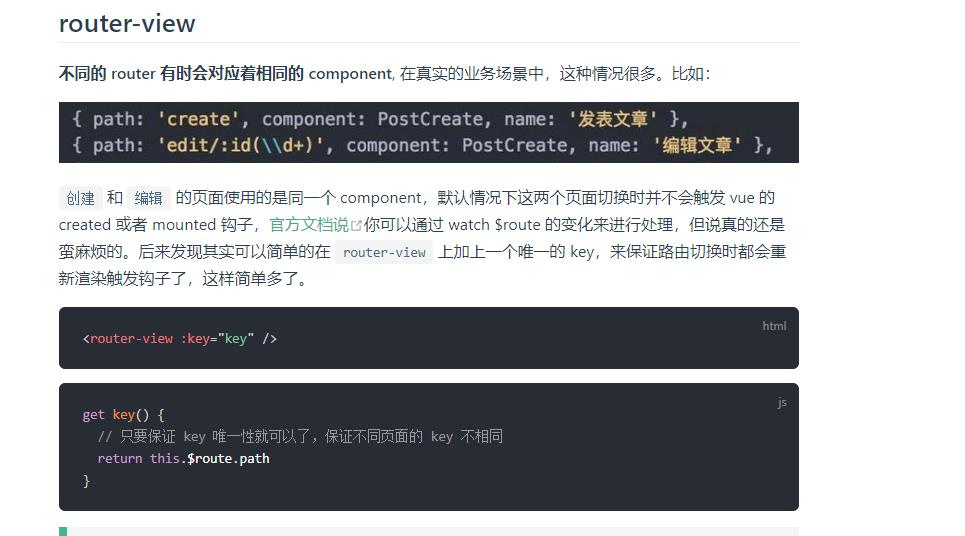 router-view
不同的 router 有时会对应着相同的 component, 在真实的业务场景中，这种情况很多。比如：
{ path: 'create', component: PostCreate, name: '发表文章' },
{ path: 'edit/:id(\\d+)', component: PostCreate, name: '编辑文章' },
创建 和 编辑 的页面使用的是同一个 component，默认情况下这两个页面切换时并不会触发 vue 的
created 或者 mounted 钩子，官方文档说你可以通过 watch $route 的变化来进行处理，但说真的还是
蛮麻烦的。后来发现其实可以简单的在 router-view 上加上一个唯一的 key，来保证路由切换时都会重
新渲染触发钩子了，这样简单多了。
html
<router-view :key="key" />
js
get key() {
// 只要保证 key 唯一性就可以了，保证不同页面的 key 不相同
return this.$route.path
}